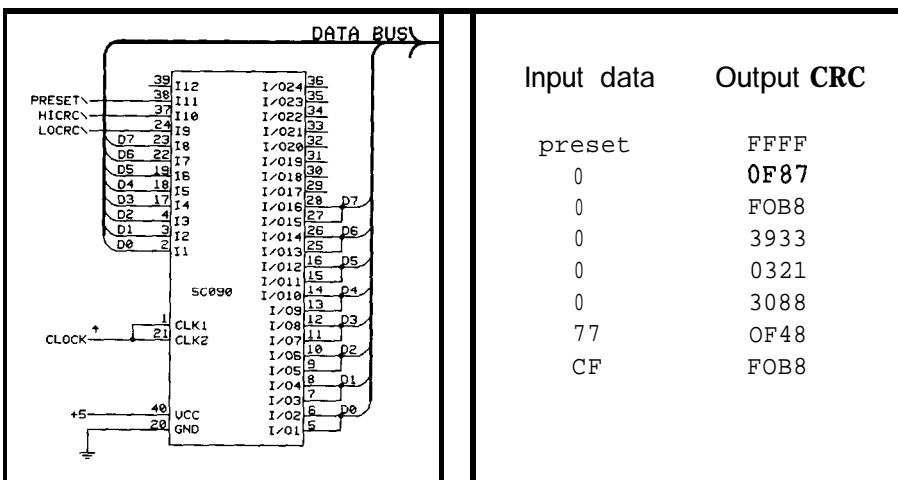 DATA BUS\
39 I12 I/O24 36
PRESET\ 38 I11 I/O23 35
HICRC\ 37 I10 I/O22 34
LOCRC\ 24 I9 I/O21 33
D7 23 I8 I/O20 32
D6 22 I7 I/O19 31
D5 19 I6 I/O18 30
D4 18 I5 I/O17 29
D3 17 I4 I/O16 28 D7
D2 4 I3 I/O15 27
D1 3 I2 I/O14 26 D6
D0 2 I1 I/O13 25
I/O12 16 D5
I/O11 15
SC090 I/O10 14 D4
I/O9 13
1 CLK1 I/O8 12 D3
CLOCK 21 CLK2 I/O7 11
I/O6 10 D2
I/O5 9
I/O4 8 D1
I/O3 7
+5 40 VCC I/O2 6 D0
20 GND I/O1 5
Input data Output CRC
preset FFFF
0 0F87
0 FOB8
0 3933
0 0321
0 3088
77 OF48
CF FOB8